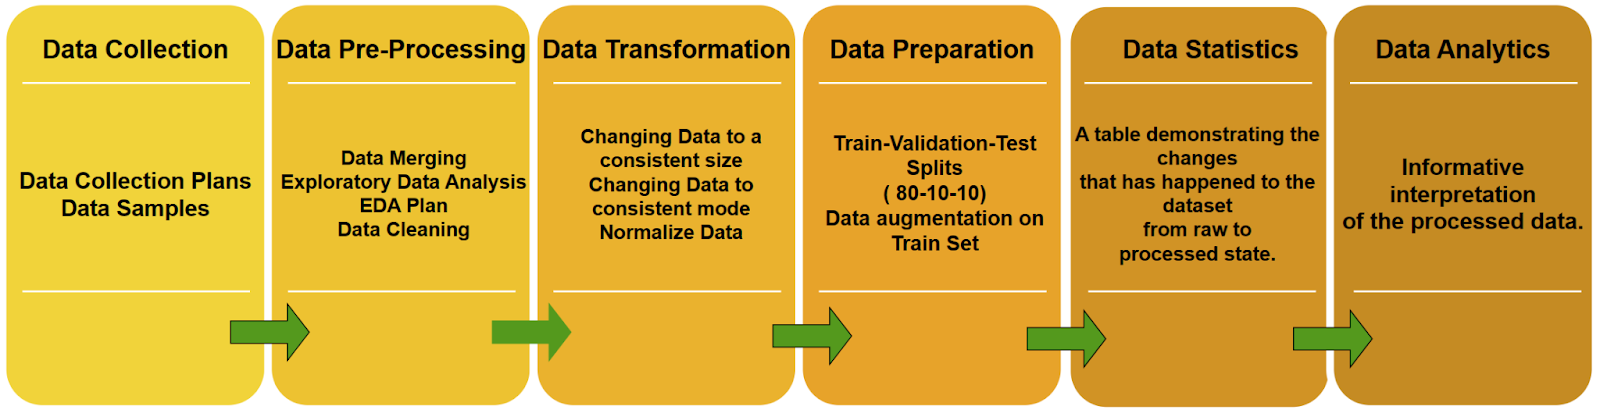 Data Collection
Data Collection Plans
Data Samples
Data Pre-Processing
Data Merging
Exploratory Data Analysis
EDA Plan
Data Cleaning
Data Transformation
Changing Data to a
consistent size
Changing Data to
consistent mode
Normalize Data
Data Preparation
Train-Validation-Test
Splits
( 80-10-10)
Data augmentation on
Train Set
Data Statistics
A table demonstrating the
changes
that has happened to the
dataset
from raw to
processed state.
Data Analytics
Informative
interpretation
of the processed data.